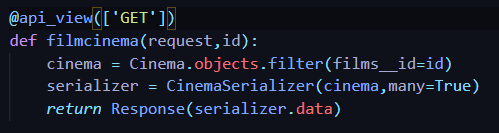 @api_view(['GET'])
def filmcinema(request,id):
    cinema = Cinema.objects.filter(films__id=id)
    serializer = CinemaSerializer(cinema,many=True)
    return Response(serializer.data)